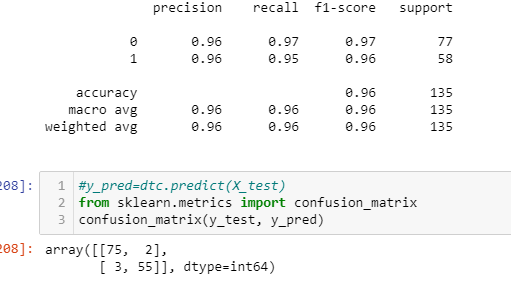 precision recall f1-score support
0 0.96 0.97 0.97 77
1 0.96 0.95 0.96 58
accuracy 0.96 135
macro avg 0.96 0.96 0.96 135
weighted avg 0.96 0.96 0.96 135
208]: 1 #y_pred=dtc.predict(X_test)
2 from sklearn.metrics import confusion_matrix
3 confusion_matrix(y_test, y_pred)
208]: array([[75, 2],
[ 3, 55]], dtype=int64)